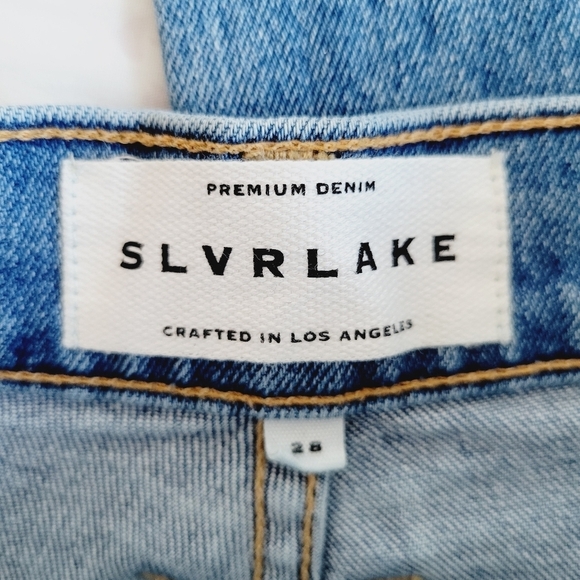 PREMIUM DENIM
SLVRLAKE
CRAFTED IN LOS ANGELES
28